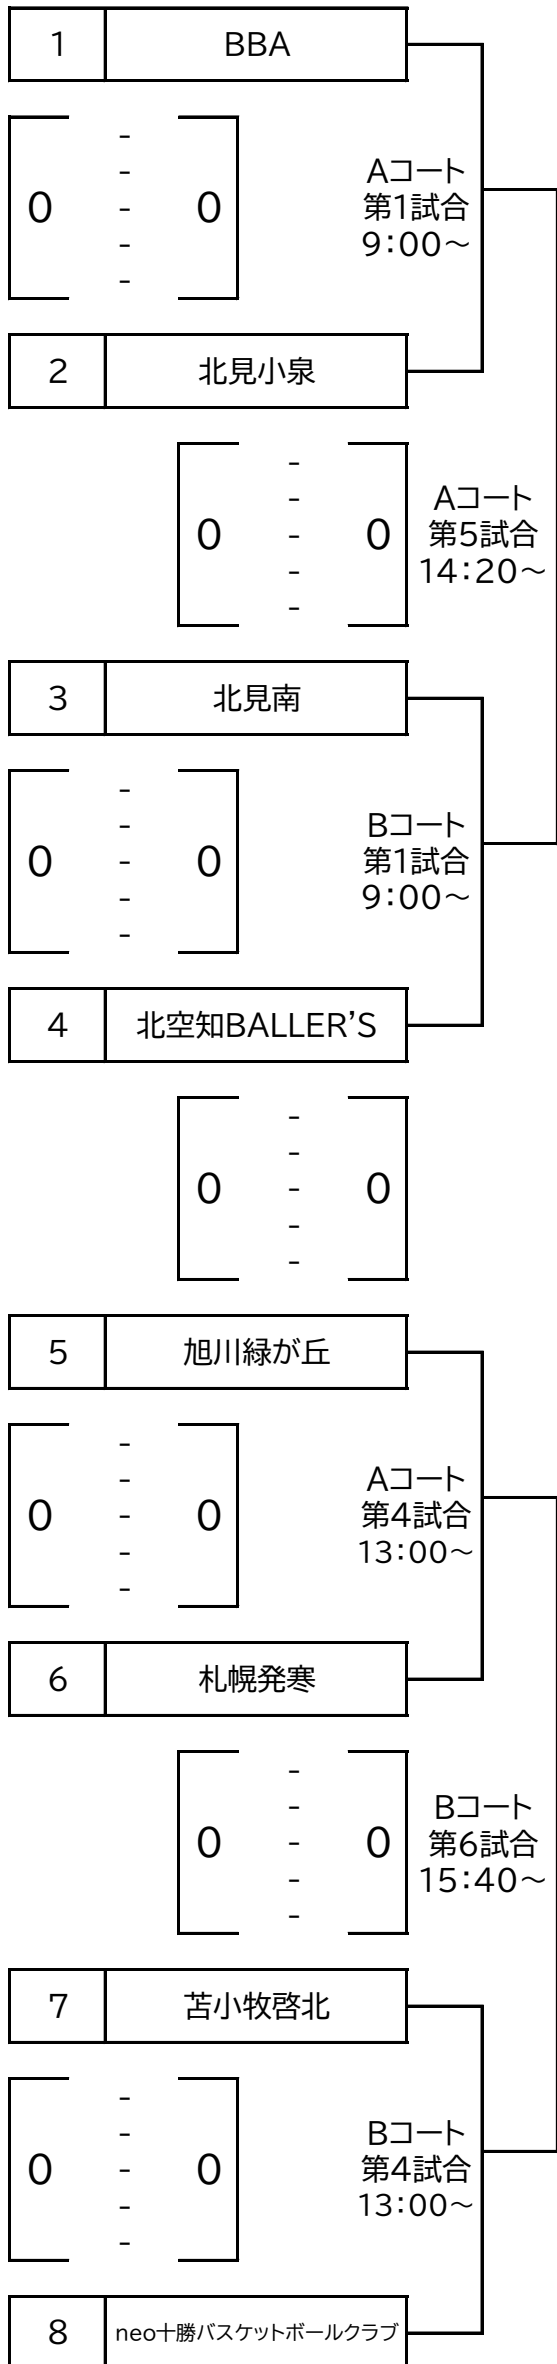 1 BBA
-
-
0 - 0
-
-
Aコート
第1試合
9:00～
2 北見小泉
-
-
0 - 0
-
-
Aコート
第5試合
14:20～
3 北見南
-
-
0 - 0
-
-
Bコート
第1試合
9:00～
4 北空知BALLER'S
-
-
0 - 0
-
-
5 旭川緑が丘
-
-
0 - 0
-
-
Aコート
第4試合
13:00～
6 札幌発寒
-
-
0 - 0
-
-
Bコート
第6試合
15:40～
7 苫小牧啓北
-
-
0 - 0
-
-
Bコート
第4試合
13:00～
8 neo十勝バスケットボールクラブ